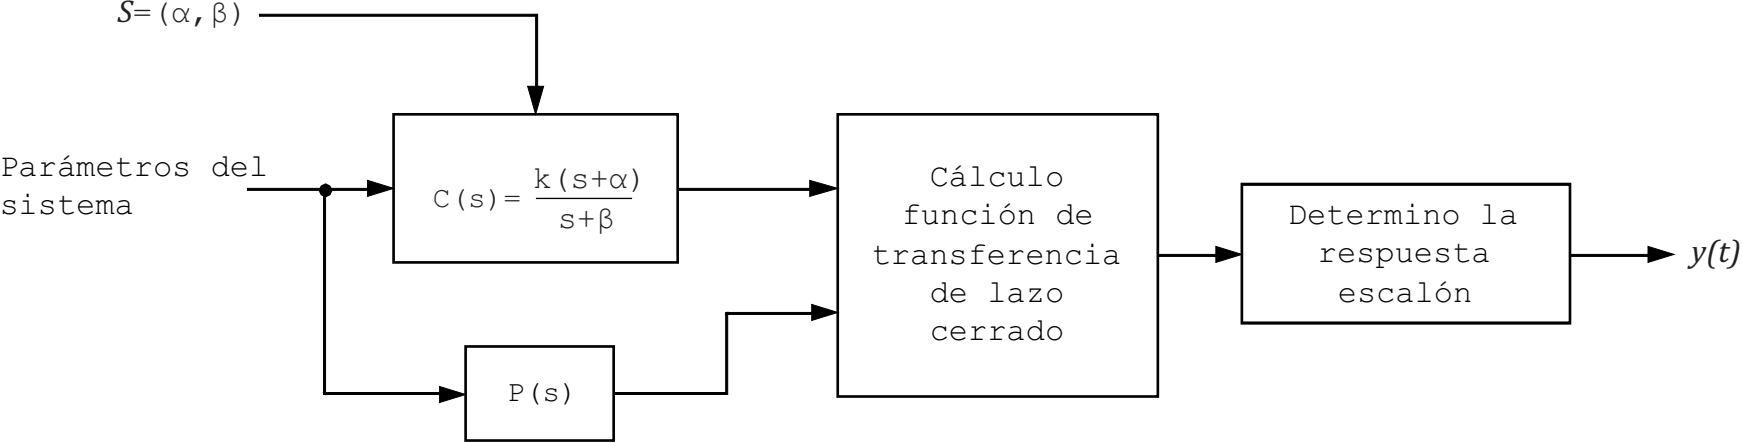 S=(α,β)
Parámetros del
sistema
C(s)= k(s+α)
s+β
P(s)
Cálculo
función de
transferencia
de lazo
cerrado
Determino la
respuesta
escalón
y(t)